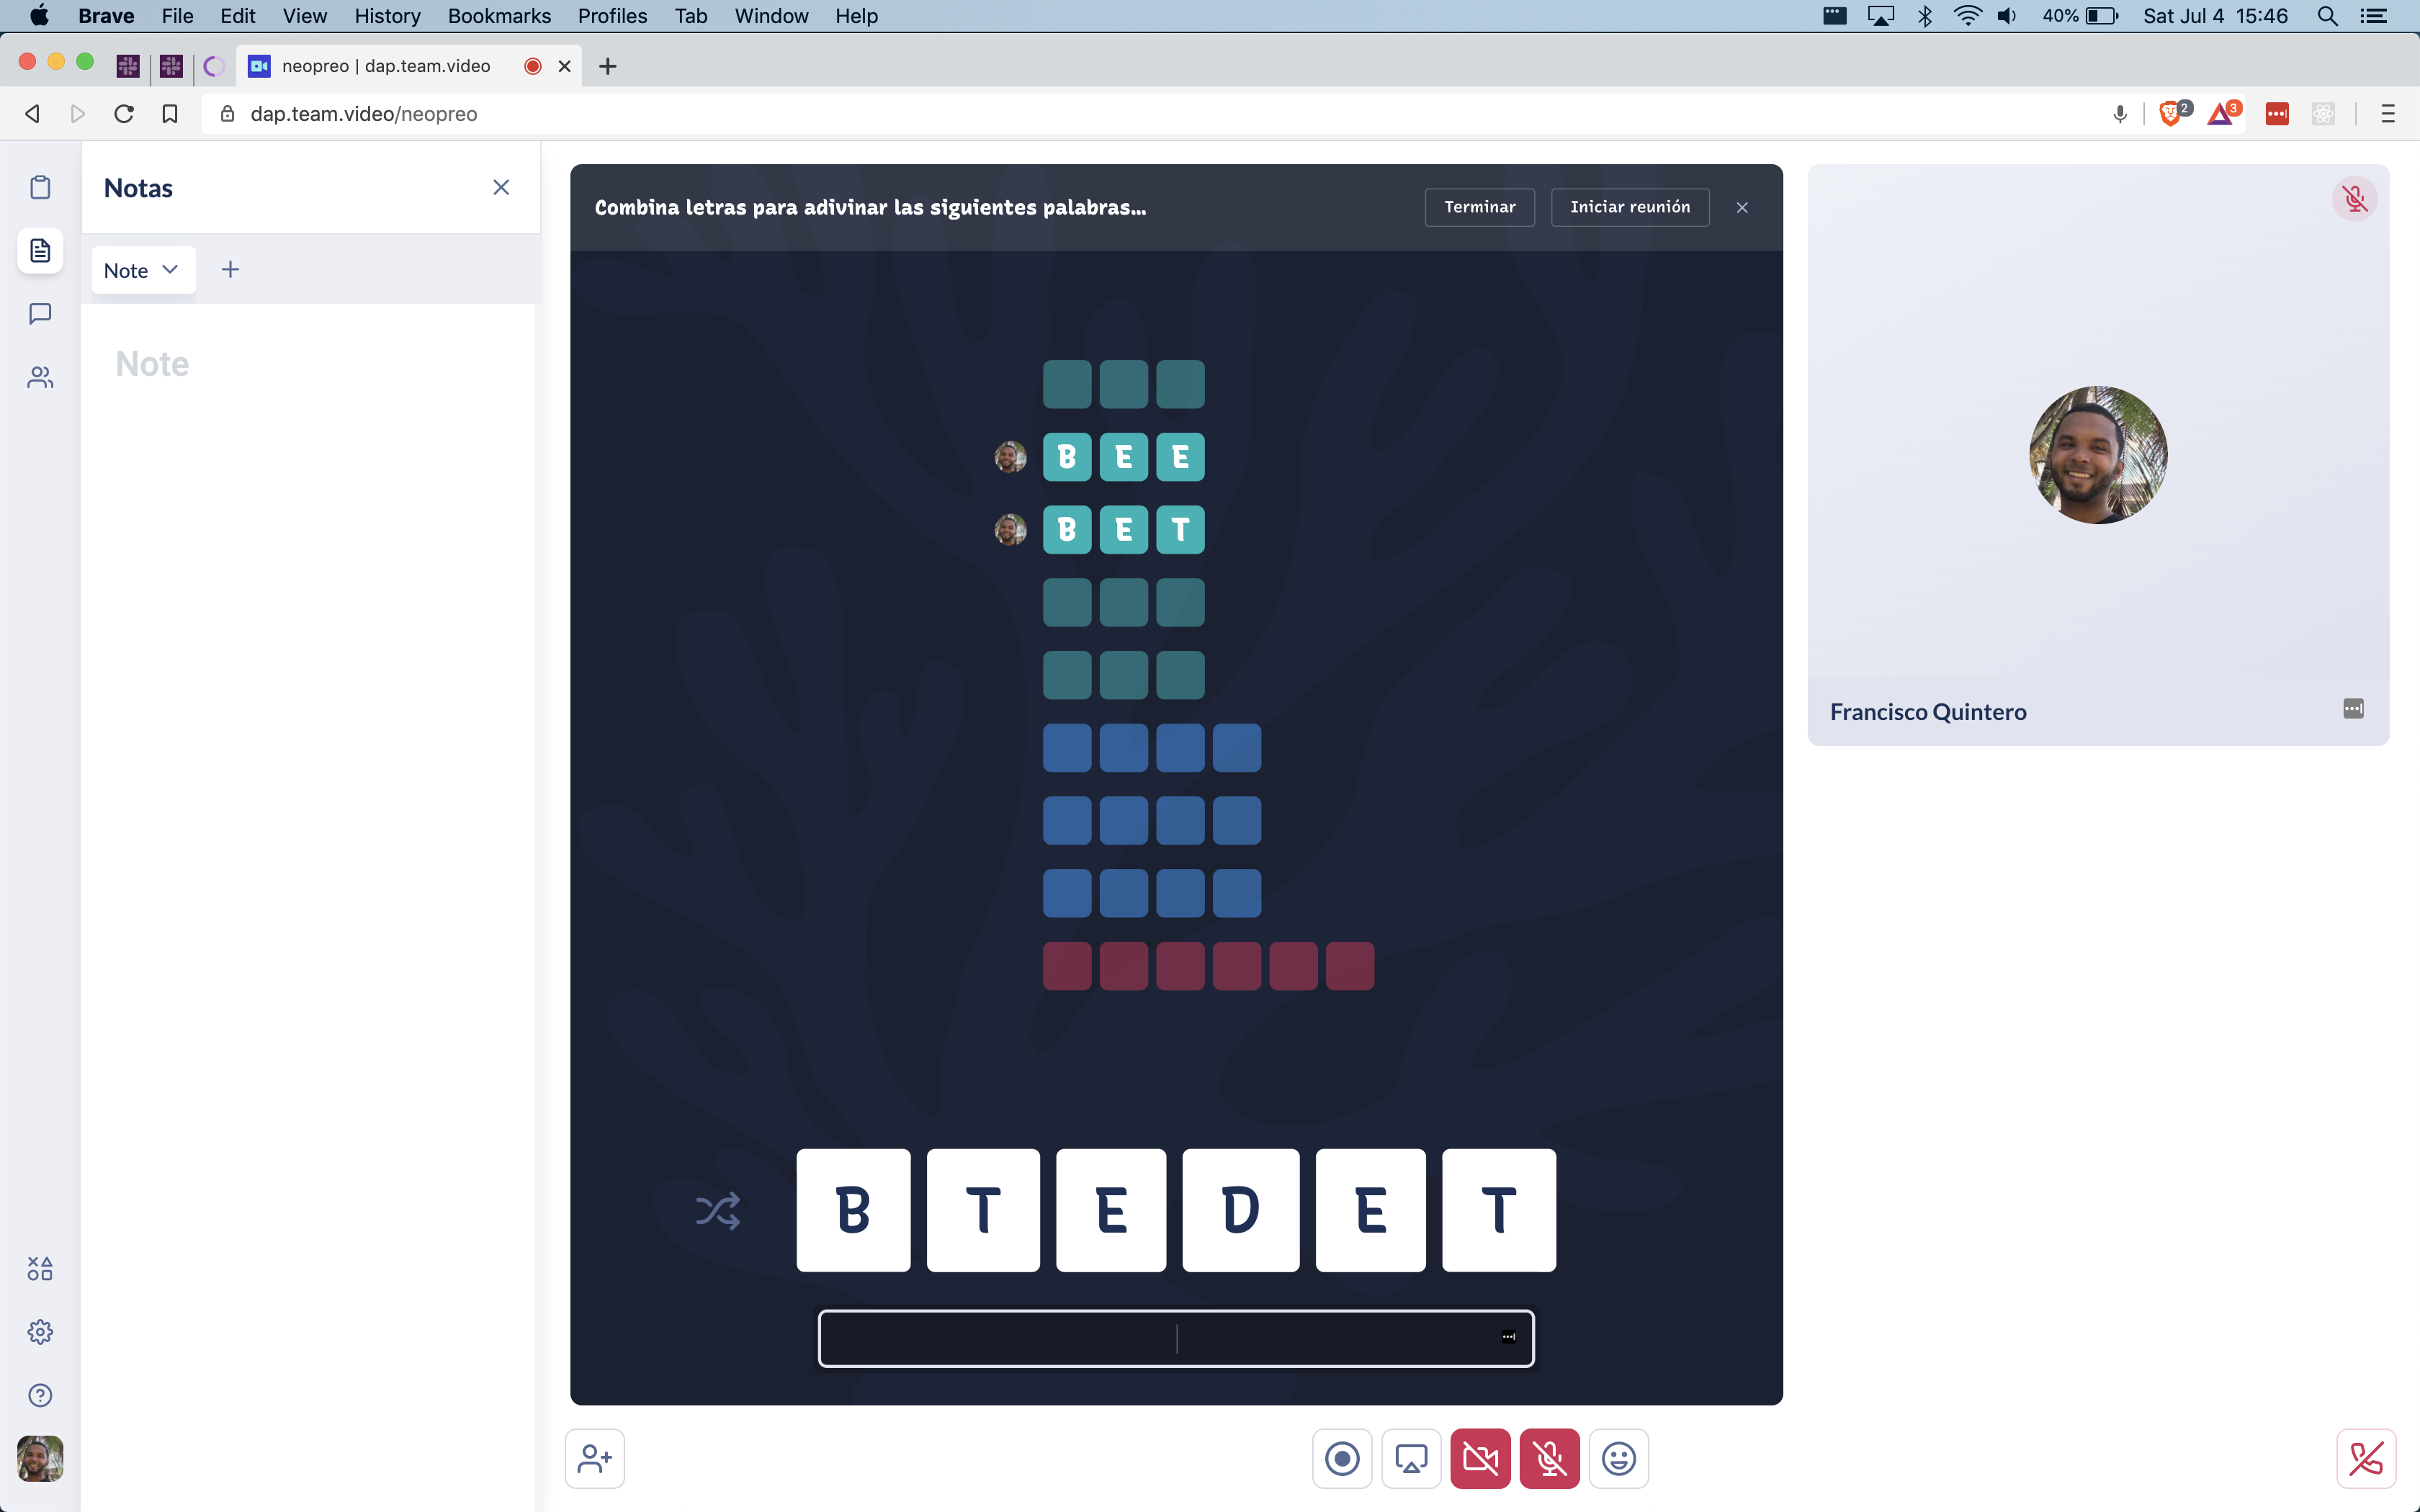 Brave File Edit View History Bookmarks Profiles Tab Window Help 40% Sat Jul 4 15:46
neopreo | dap.team.video
dap.team.video/neopreo 2 3
Notas
Combina letras para adivinar las siguientes palabras... Terminar Iniciar reunión
Note
Note
B E E
B E T
Francisco Quintero
B T E D E T